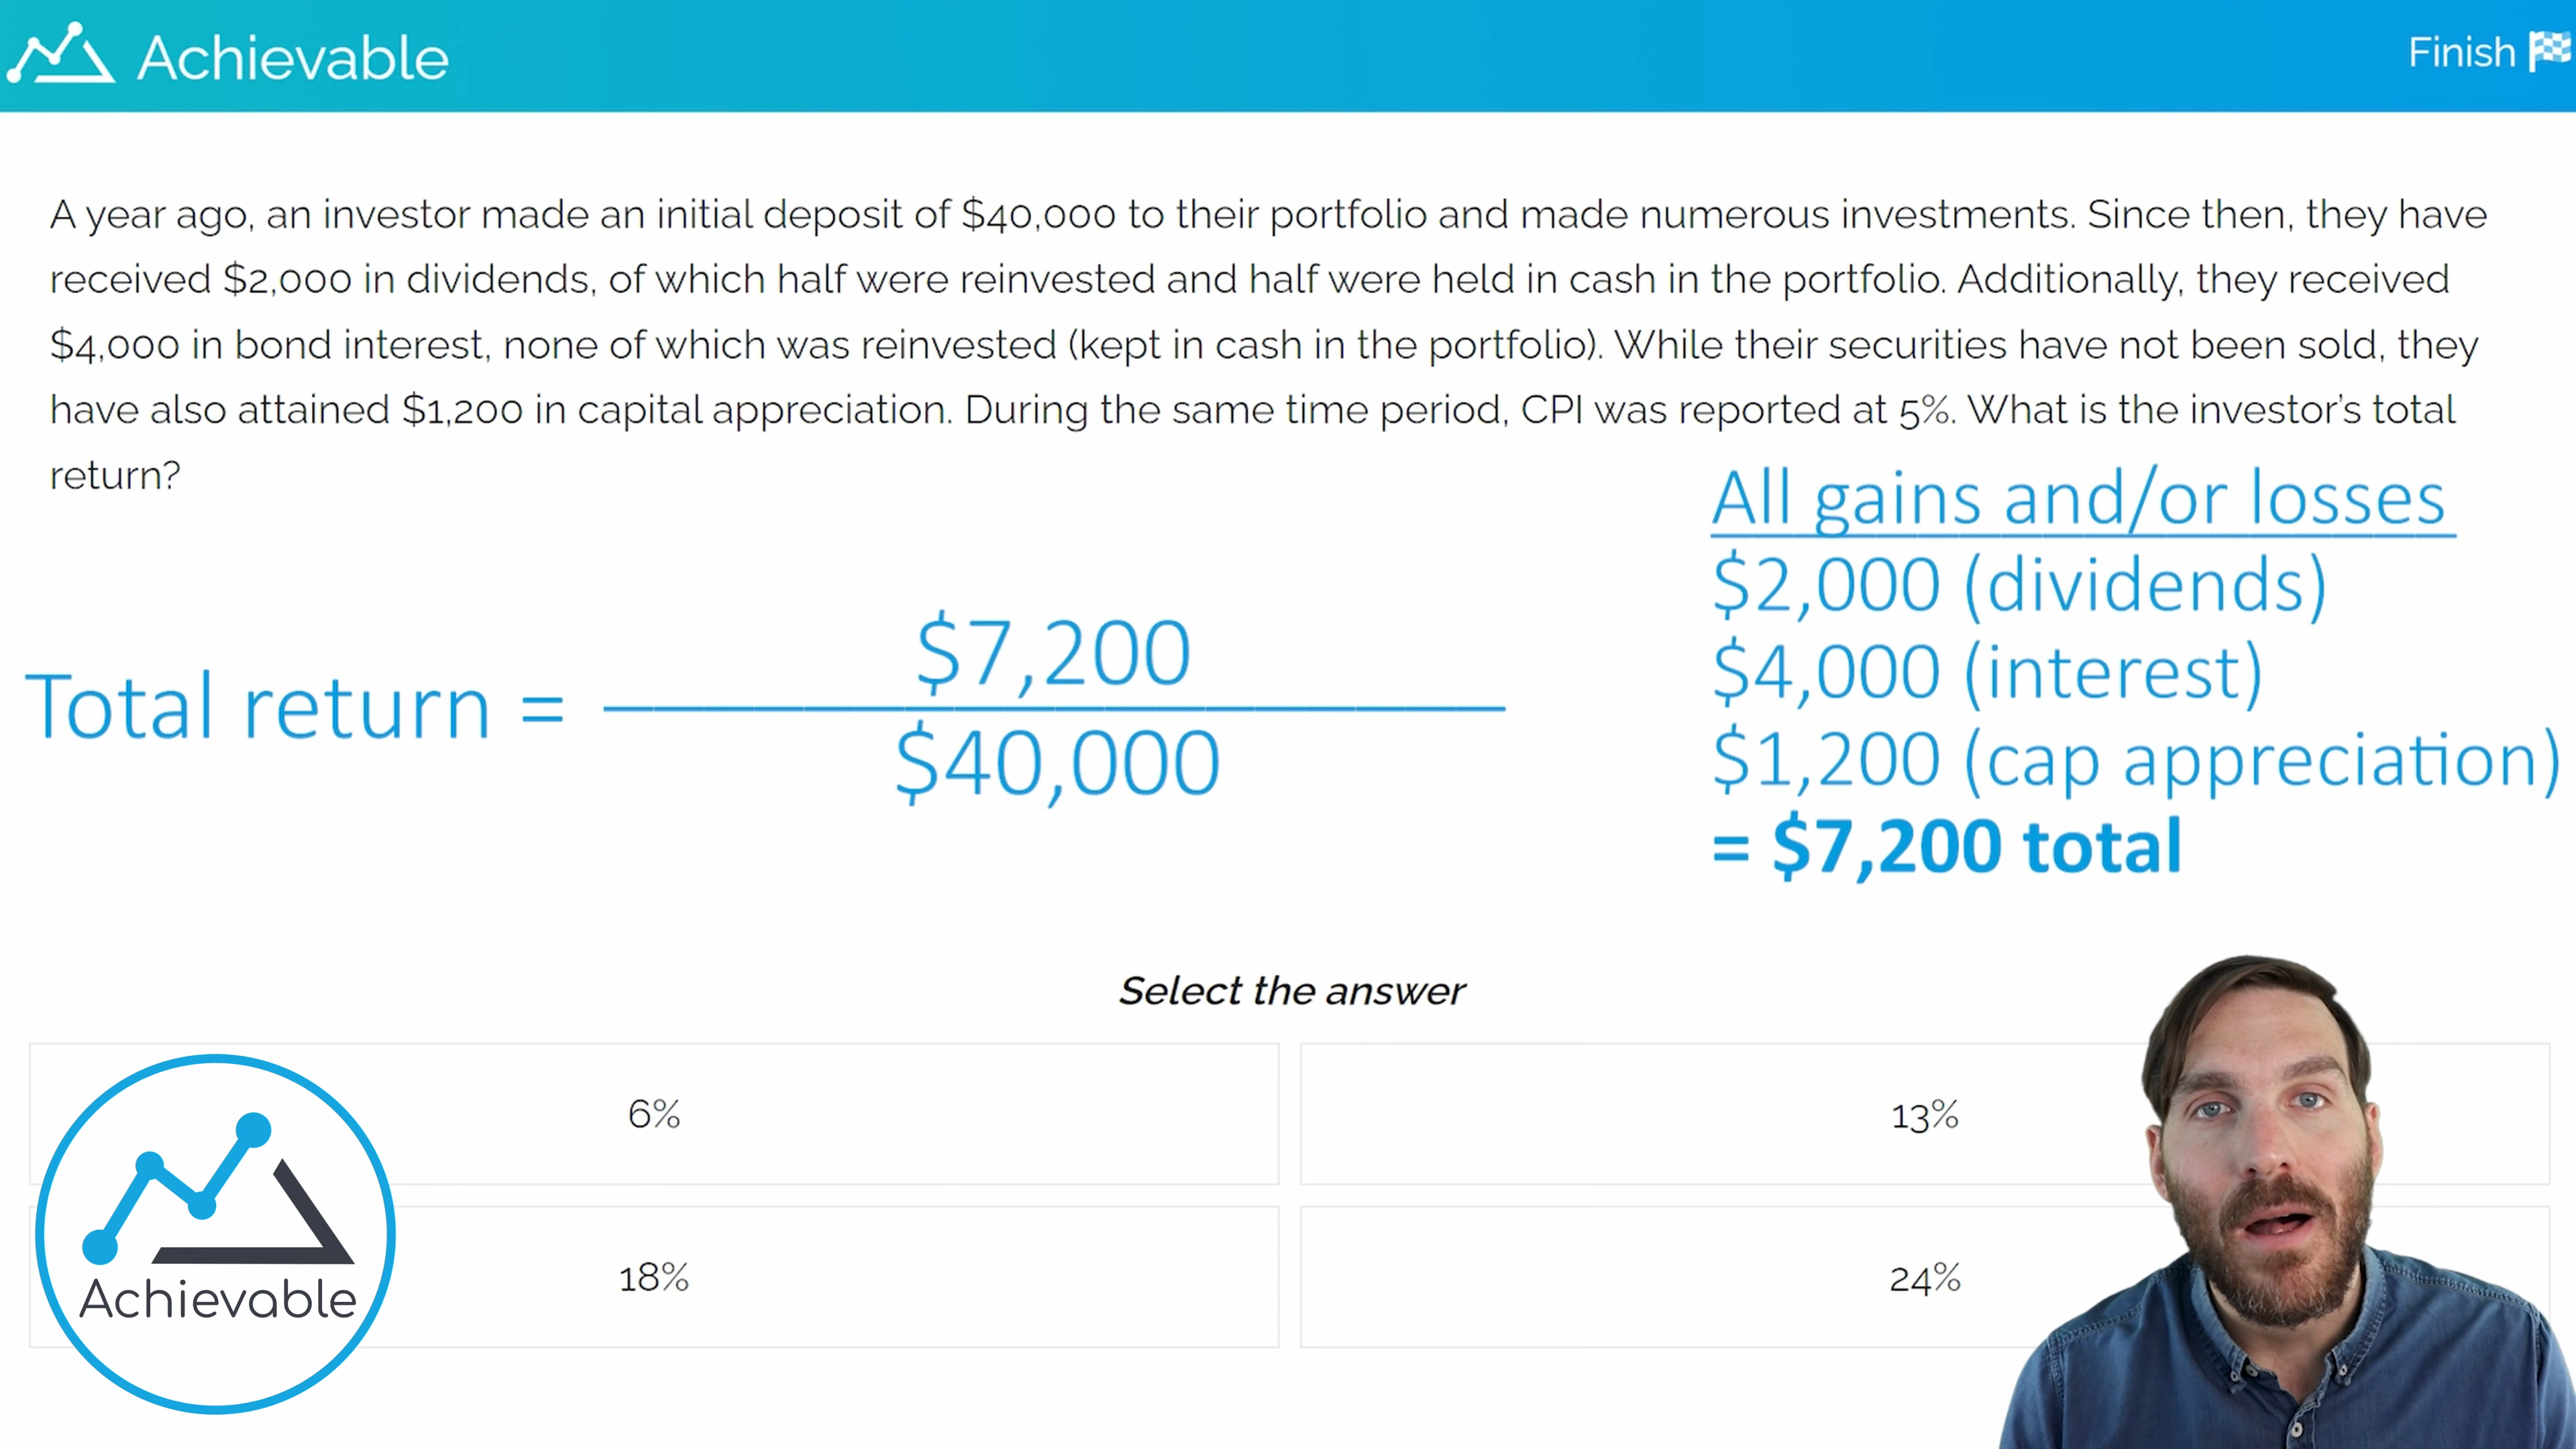 Achievable
Finish
A year ago, an investor made an initial deposit of $40,000 to their portfolio and made numerous investments. Since then, they have
received $2,000 in dividends, of which half were reinvested and half were held in cash in the portfolio. Additionally, they received
$4,000 in bond interest, none of which was reinvested (kept in cash in the portfolio). While their securities have not been sold, they
have also attained $1,200 in capital appreciation. During the same time period, CPI was reported at 5%. What is the investor's total
return?
All gains and/or losses
$2,000 (dividends)
$4,000 (interest)
$1,200 (cap appreciation)
= $7,200 total
Total return =
$7,200
$40,000
Select the answer
6%
13%
18%
24%
Achievable